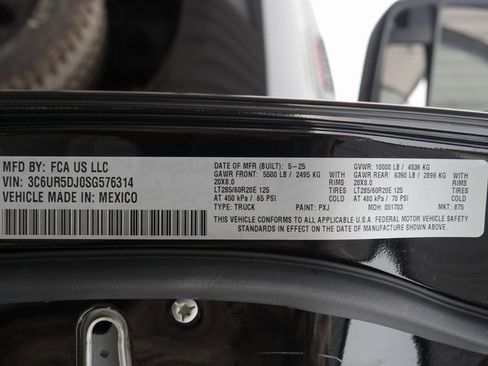 MFD BY: FCA US LLC
VIN: 3C6UR5DJ0SG576314
VEHICLE MADE IN: MEXICO
DATE OF MFR (BUILT): 5-25 GVWR: 10000 LB / 4536 KG
GAWR FRONT: 5500 LB / 2495 KG WITH GAWR REAR: 6390 LB / 2899 KG WITH
20X8.0 RIMS 20X8.0 RIMS
LT285/60R20E 125 TIRES LT285/60R20E 125 TIRES
AT 450 kPa / 65 PSI COLD AT 480 kPa / 70 PSI COLD
TYPE: TRUCK PAINT: PXJ MDH: 051703 MKT: 875
THIS VEHICLE CONFORMS TO ALL APPLICABLE U.S.A. FEDERAL MOTOR VEHICLE SAFETY
STANDARDS IN EFFECT ON THE DATE OF MANUFACTURE SHOWN ABOVE.